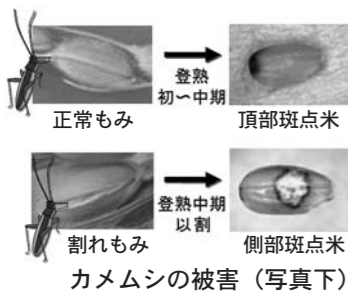 登熟
初〜中期
正常もみ
頂部斑点米
登熟中期
以割
割れもみ
側部斑点米
カメムシの被害（写真下）